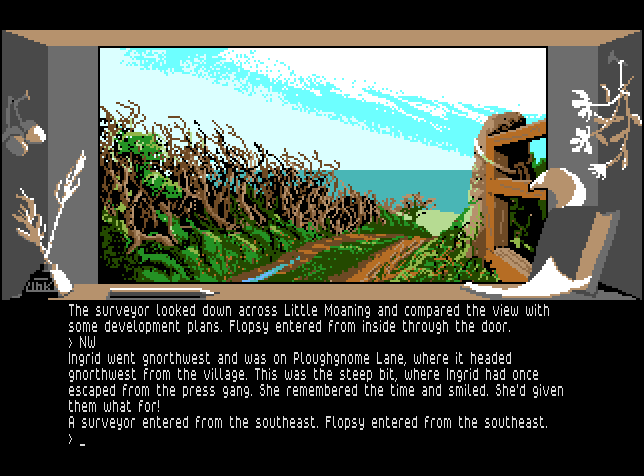 Ink
The surveyor looked down across Little Moaning and compared the view with
some development plans. Flopsy entered from inside through the door.
> NW
Ingrid went gnorthwest and was on Ploughgnome Lane, where it headed
gnorthwest from the village. This was the steep bit, where Ingrid had once
escaped from the press gang. She remembered the time and smiled. She'd given
them what for!
A surveyor entered from the southeast. Flopsy entered from the southeast.
> _